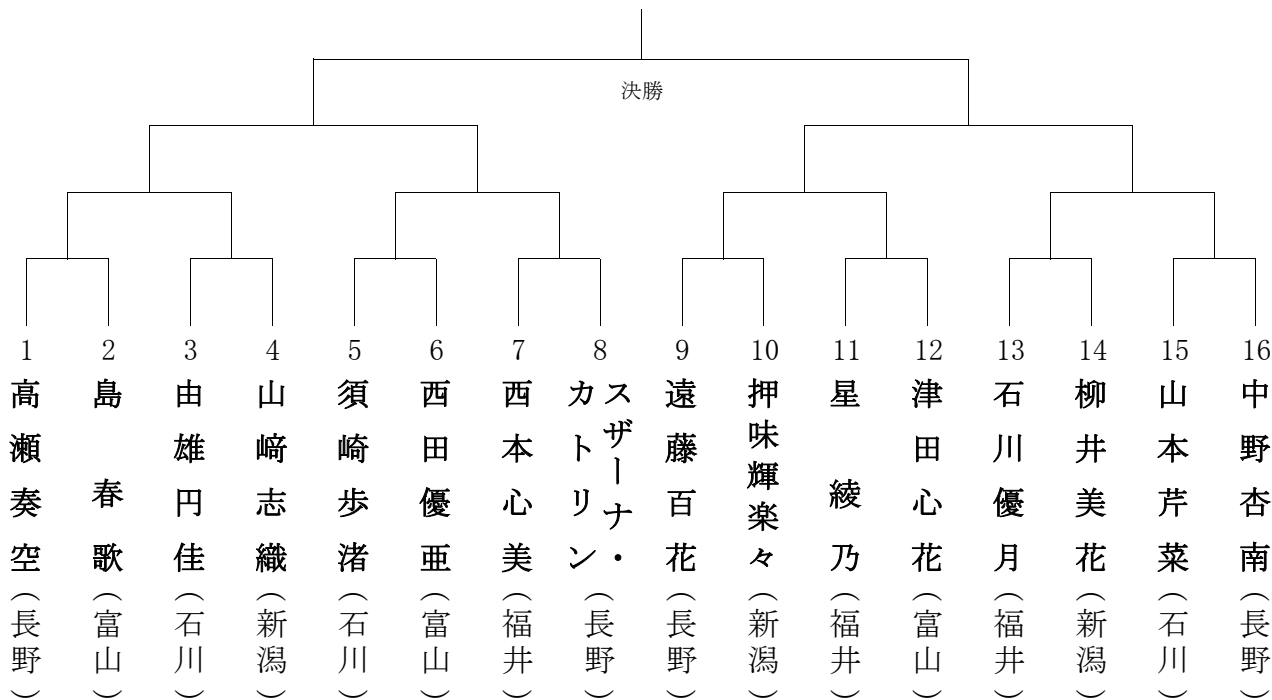 決勝
1
高瀬奏空(長野)
2
島 春歌(富山)
3
由雄円佳(石川)
4
山﨑志織(新潟)
5
須崎歩渚(石川)
6
西田優亜(富山)
7
西本心美(福井)
8
スザーナ・
カトリン(長野)
9
遠藤百花(長野)
10
押味輝楽々(新潟)
11
星 綾乃(福井)
12
津田心花(富山)
13
石川優月(福井)
14
柳井美花(新潟)
15
山本芹菜(石川)
16
中野杏南(長野)